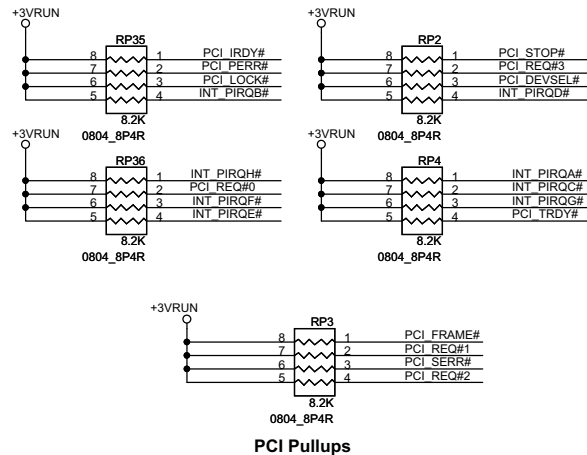 +3VRUN
RP35
8 1 PCI_IRDY#
7 2 PCI_PERR#
6 3 PCI_LOCK#
5 4 INT_PIRQB#
8.2K
0804_8P4R
+3VRUN
RP2
8 1 PCI_STOP#
7 2 PCI_REQ#3
6 3 PCI_DEVSEL#
5 4 INT_PIRQD#
8.2K
0804_8P4R
+3VRUN
RP36
8 1 INT_PIRQH#
7 2 PCI_REQ#0
6 3 INT_PIRQF#
5 4 INT_PIRQE#
8.2K
0804_8P4R
+3VRUN
RP4
8 1 INT_PIRQA#
7 2 INT_PIRQC#
6 3 INT_PIRQG#
5 4 PCI_TRDY#
8.2K
0804_8P4R
+3VRUN
RP3
8 1 PCI_FRAME#
7 2 PCI_REQ#1
6 3 PCI_SERR#
5 4 PCI_REQ#2
8.2K
0804_8P4R
PCI Pullups